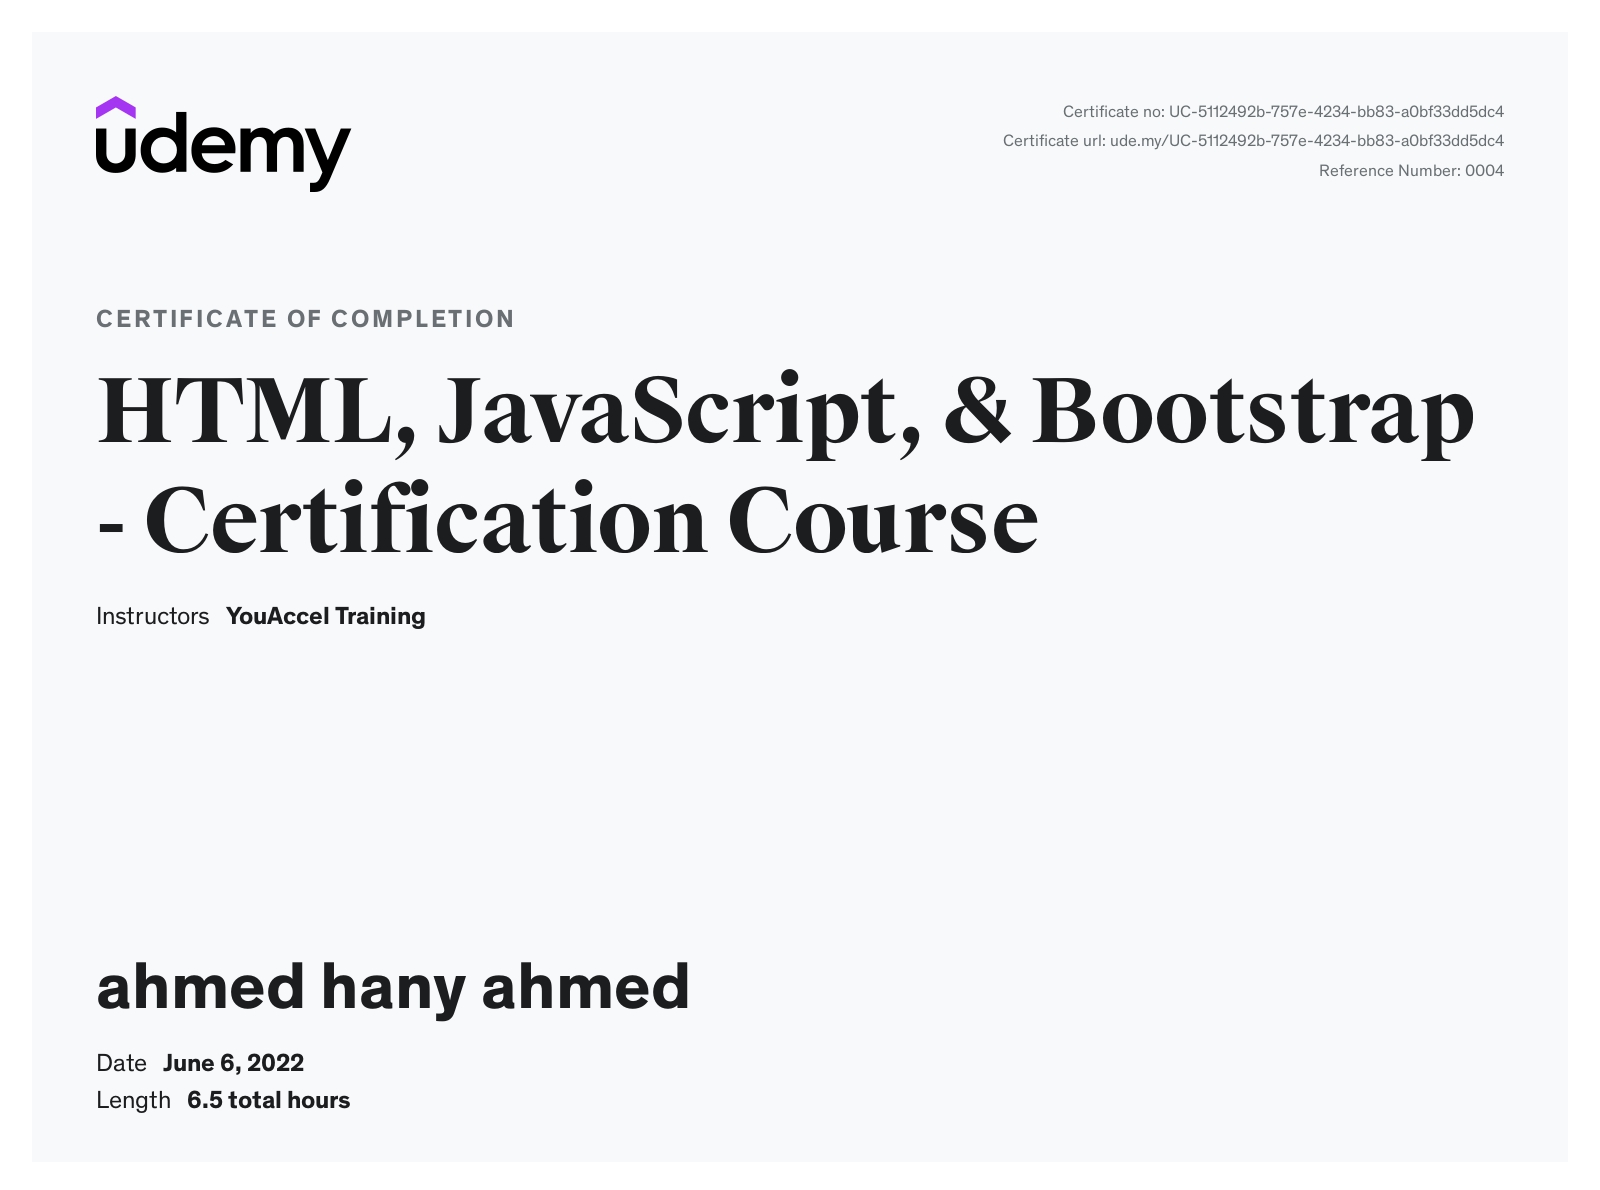 udemy
Certificate no: UC-5112492b-757e-4234-bb83-a0bf33dd5dc4
Certificate url: ude.my/UC-5112492b-757e-4234-bb83-a0bf33dd5dc4
Reference Number: 0004
CERTIFICATE OF COMPLETION
HTML, JavaScript, & Bootstrap
- Certification Course
Instructors YouAccel Training
ahmed hany ahmed
Date June 6, 2022
Length 6.5 total hours